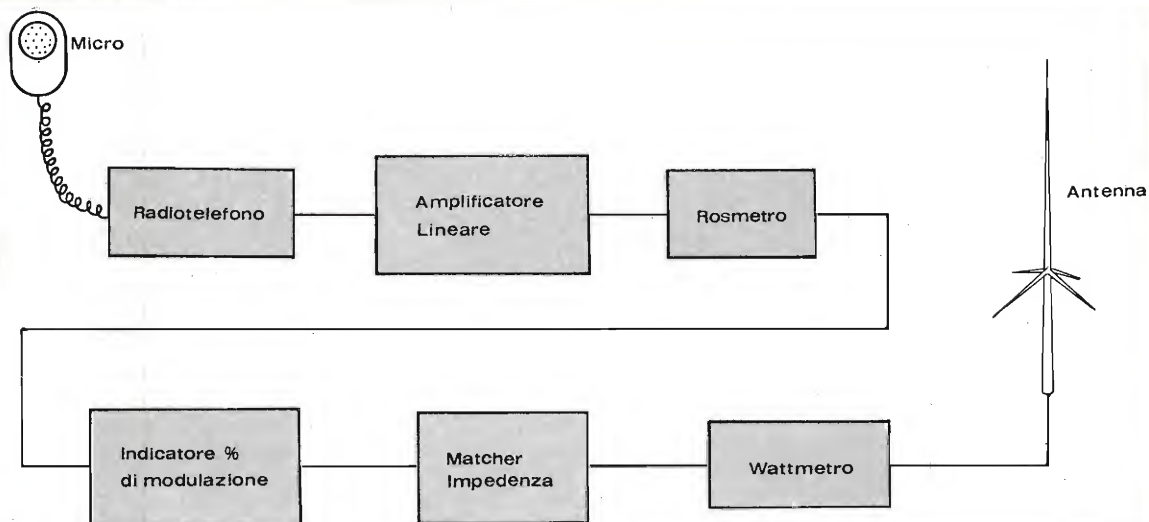 Micro
Radiotelefono
Amplificatore
Lineare
Rosmetro
Antenna
Indicatore %
di modulazione
Matcher
Impedenza
Wattmetro